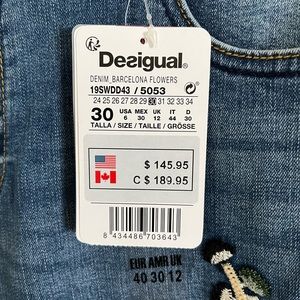 Desigual
DENIM_BARCELONA FLOWERS
19SWDD43 / 5053
24 25 26 27 28 29 30 31 32 33 34
30 USA MEX UK IT D
6 30 12 44 30
TALLA / SIZE / TAILLE / GRÖSSE
$ 145.95
C $ 189.95
8 434486 703643
EUR AMR UK
40 30 12